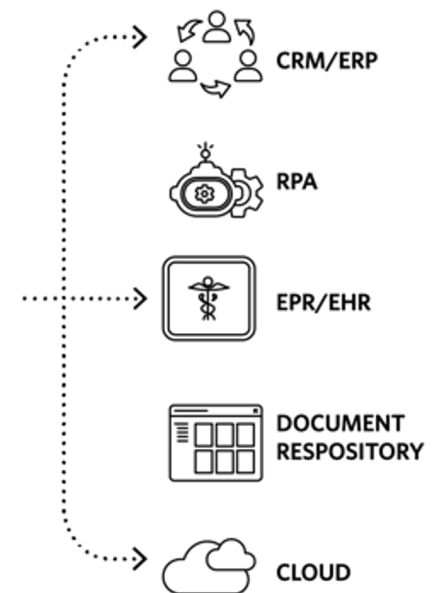 CRM/ERP
RPA
EPR/EHR
DOCUMENT
RESPOSITORY
CLOUD